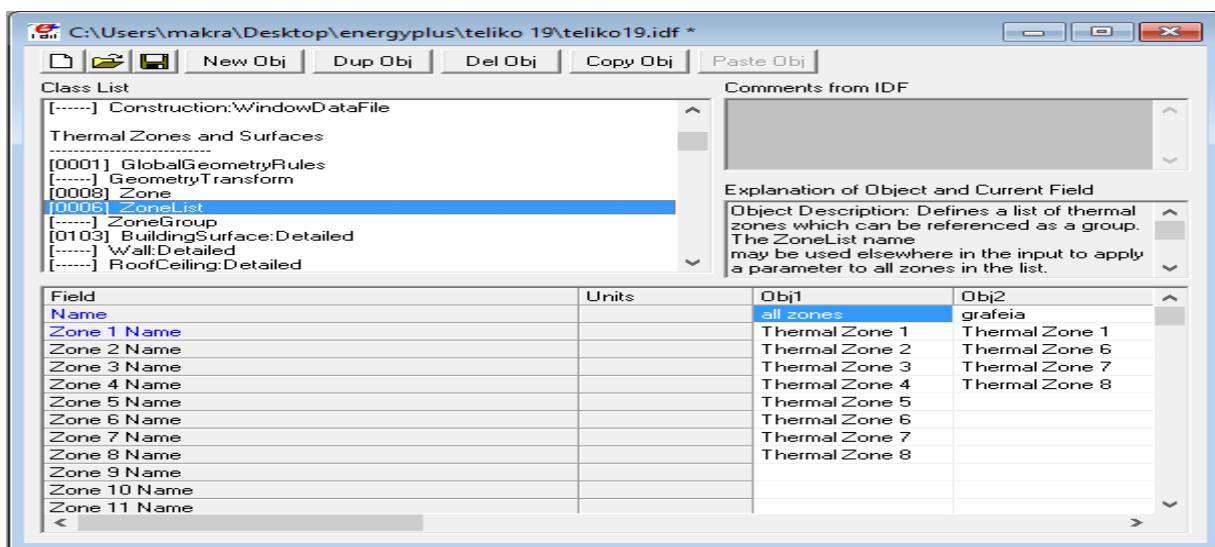 C:\Users\makra\Desktop\energyplus\teliko 19\teliko19.idf *
New Obj Dup Obj Del Obj Copy Obj Paste Obj
Class List
[------] Construction:WindowDataFile
Thermal Zones and Surfaces
--------------------------
[0001] GlobalGeometryRules
[------] GeometryTransform
[0008] Zone
[0006] ZoneList
[------] ZoneGroup
[0103] BuildingSurface:Detailed
[------] Wall:Detailed
[------] RoofCeiling:Detailed
Comments from IDF
Explanation of Object and Current Field
Object Description: Defines a list of thermal
zones which can be referenced as a group.
The ZoneList name
may be used elsewhere in the input to apply
a parameter to all zones in the list.
Field Units Obj1 Obj2
Name all zones grafeia
Zone 1 Name Thermal Zone 1 Thermal Zone 1
Zone 2 Name Thermal Zone 2 Thermal Zone 6
Zone 3 Name Thermal Zone 3 Thermal Zone 7
Zone 4 Name Thermal Zone 4 Thermal Zone 8
Zone 5 Name Thermal Zone 5
Zone 6 Name Thermal Zone 6
Zone 7 Name Thermal Zone 7
Zone 8 Name Thermal Zone 8
Zone 9 Name
Zone 10 Name
Zone 11 Name